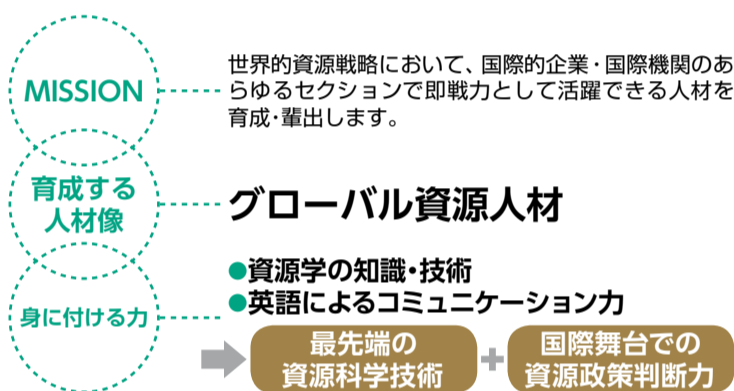 MISSION
世界的資源戦略において、国際的企業・国際機関のあ
らゆるセクションで即戦力として活躍できる人材を
育成・輩出します。
育成する
人材像
グローバル資源人材
身に付ける力
●資源学の知識・技術
●英語によるコミュニケーション力
最先端の
資源科学技術
+
国際舞台での
資源政策判断力